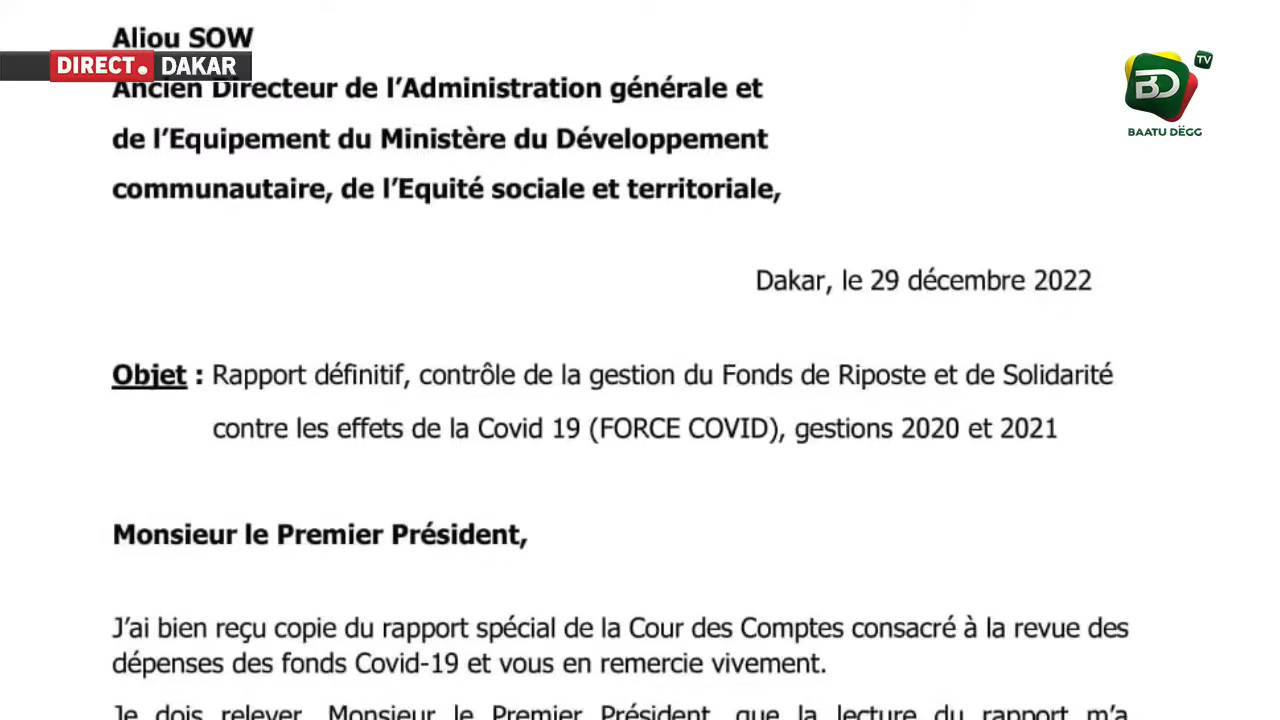 Aliou SOW
DIRECT. DAKAR
TV
BD
BAATU DËGG
Ancien Directeur de l’Administration générale et
de l’Equipement du Ministère du Développement
communautaire, de l’Equité sociale et territoriale,
Dakar, le 29 décembre 2022
Objet : Rapport définitif, contrôle de la gestion du Fonds de Riposte et de Solidarité
contre les effets de la Covid 19 (FORCE COVID), gestions 2020 et 2021
Monsieur le Premier Président,
J’ai bien reçu copie du rapport spécial de la Cour des Comptes consacré à la revue des
dépenses des fonds Covid-19 et vous en remercie vivement.
Je dois relever, Monsieur le Premier Président, que la lecture du rapport m’a